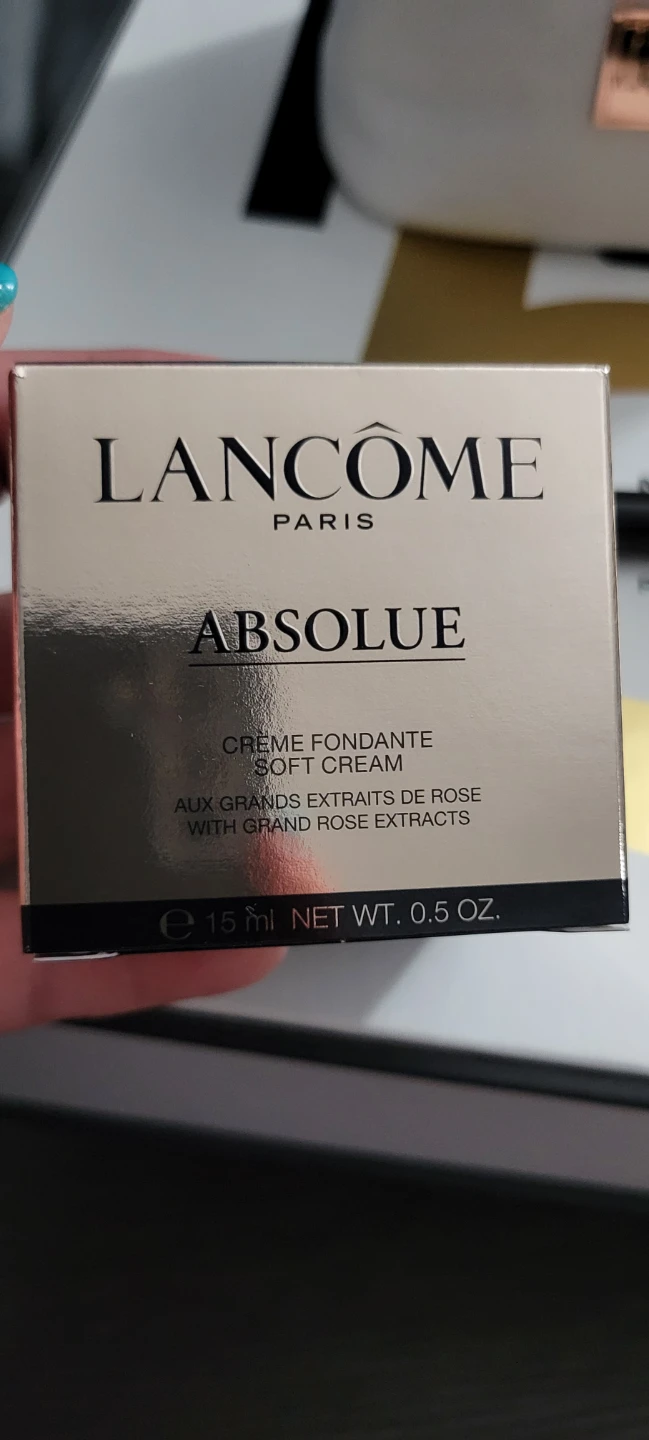 LANCÔME
PARIS
ABSOLUE
CRÈME FONDANTE
SOFT CREAM
AUX GRANDS EXTRAITS DE ROSE
WITH GRAND ROSE EXTRACTS
℮ 15 ml NET WT. 0.5 OZ.